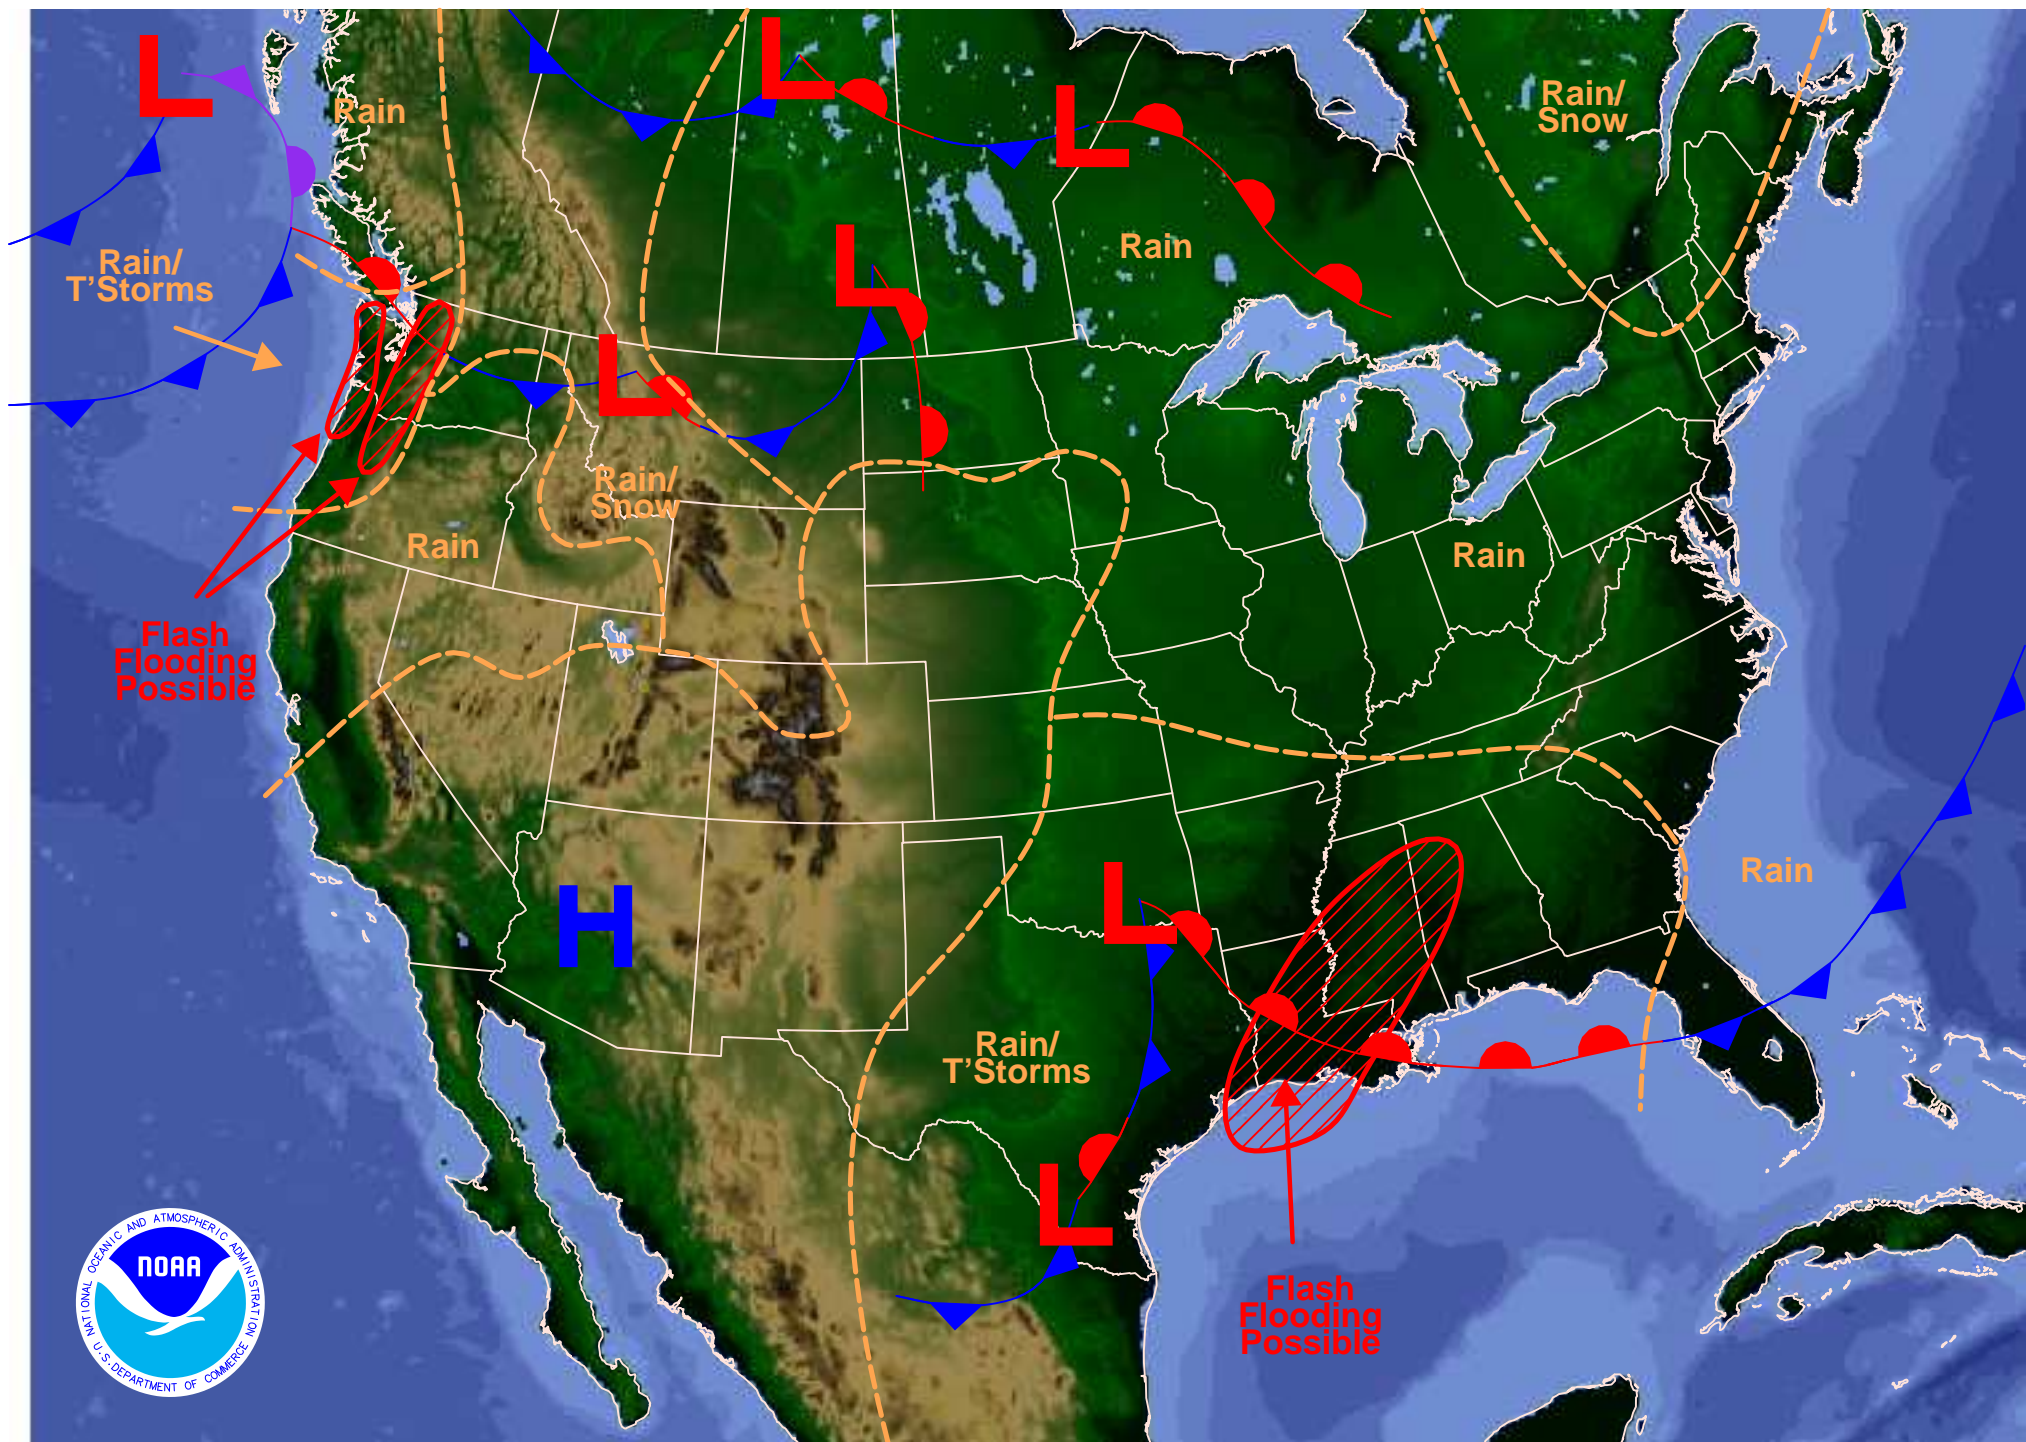 L
L
Rain
Rain/
Snow
L
Rain
L
Rain/
T'Storms
L
Rain/
Snow
Rain
Rain
Flash
Flooding
Possible
Rain
L
H
Rain/
T'Storms
L
Flash
Flooding
Possible
NOAA
NATIONAL OCEANIC AND ATMOSPHERIC ADMINISTRATION
U.S. DEPARTMENT OF COMMERCE